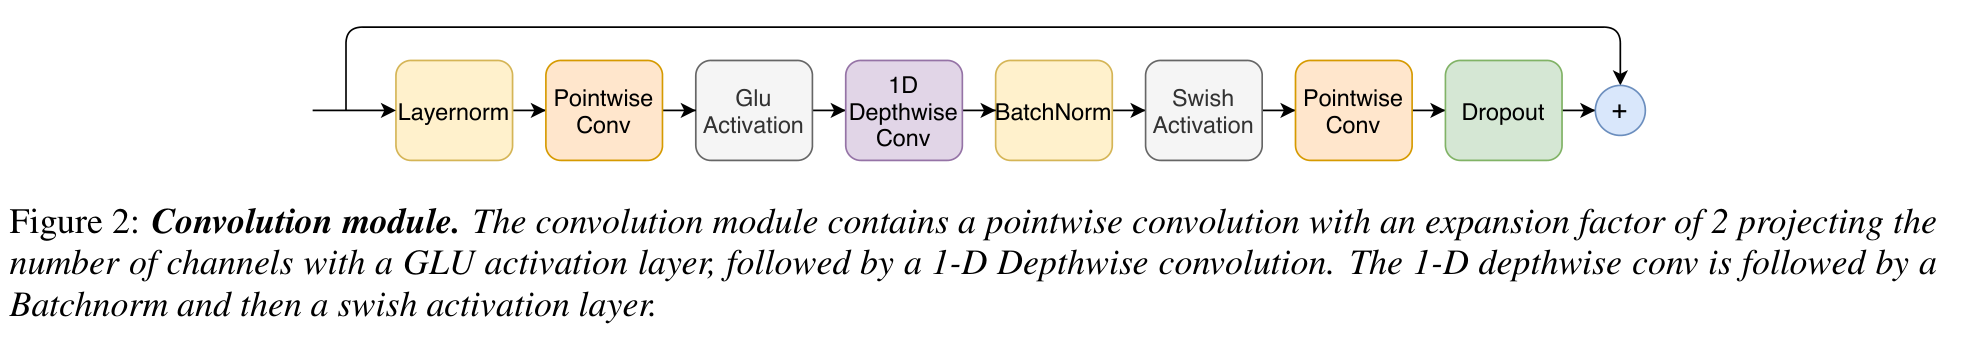 Layernorm
Pointwise
Conv
Glu
Activation
1D
Depthwise
Conv
BatchNorm
Swish
Activation
Pointwise
Conv
Dropout
+
Figure 2: Convolution module. The convolution module contains a pointwise convolution with an expansion factor of 2 projecting the
number of channels with a GLU activation layer, followed by a 1-D Depthwise convolution. The 1-D depthwise conv is followed by a
Batchnorm and then a swish activation layer.